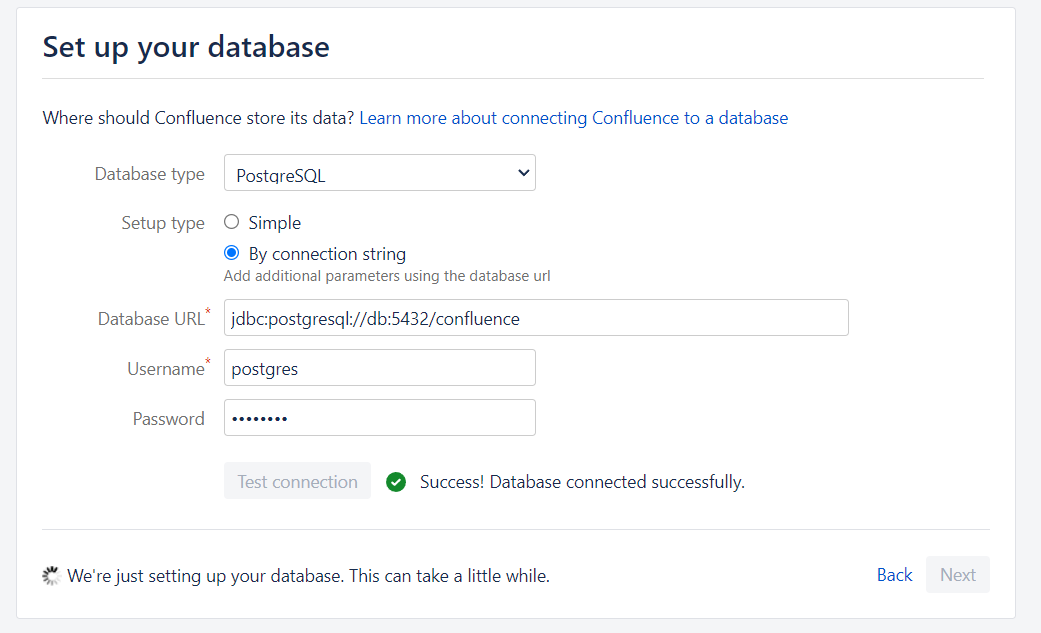 Set up your database
Where should Confluence store its data? Learn more about connecting Confluence to a database
Database type PostgreSQL
Setup type Simple
By connection string
Add additional parameters using the database url
Database URL* jdbc:postgresql://db:5432/confluence
Username* postgres
Password ••••••••
Test connection Success! Database connected successfully.
We're just setting up your database. This can take a little while. Back Next